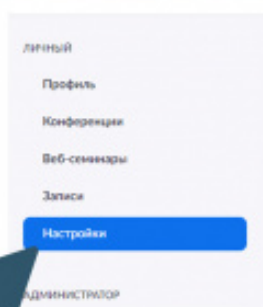 ЛИЧНЫЙ
Профиль
Конференции
Веб-семинары
Записи
Настройки
АДМИНИСТРАТОР